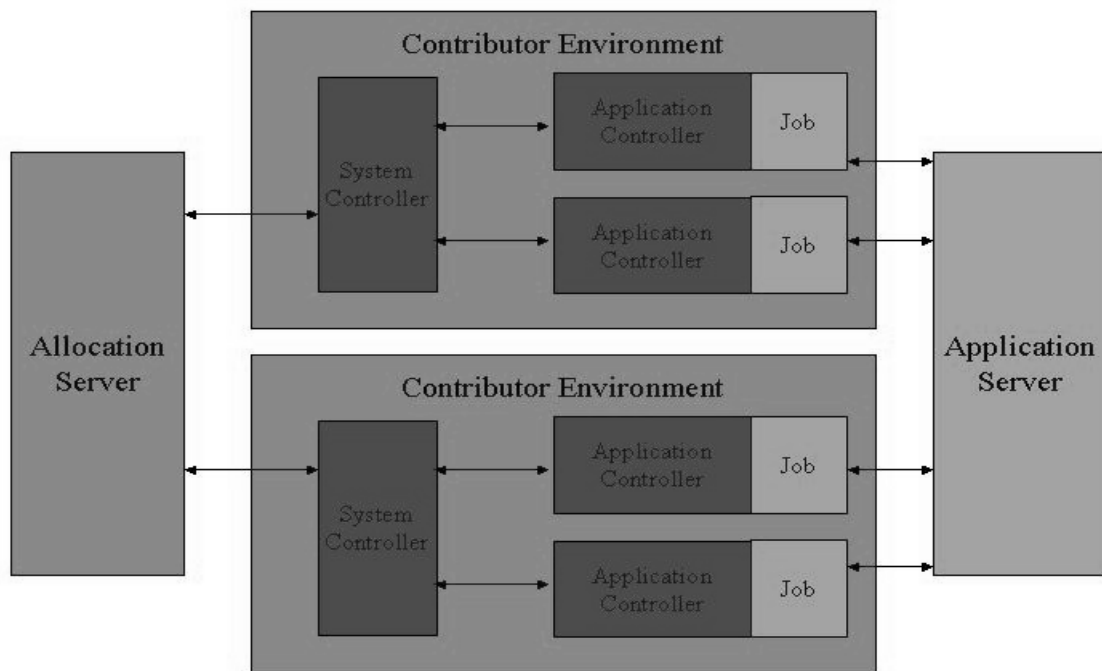 Contributor Environment
Application
Controller
Job
System
Controller
Application
Controller
Job
Allocation
Server
Application
Server
Contributor Environment
Application
Controller
Job
System
Controller
Application
Controller
Job